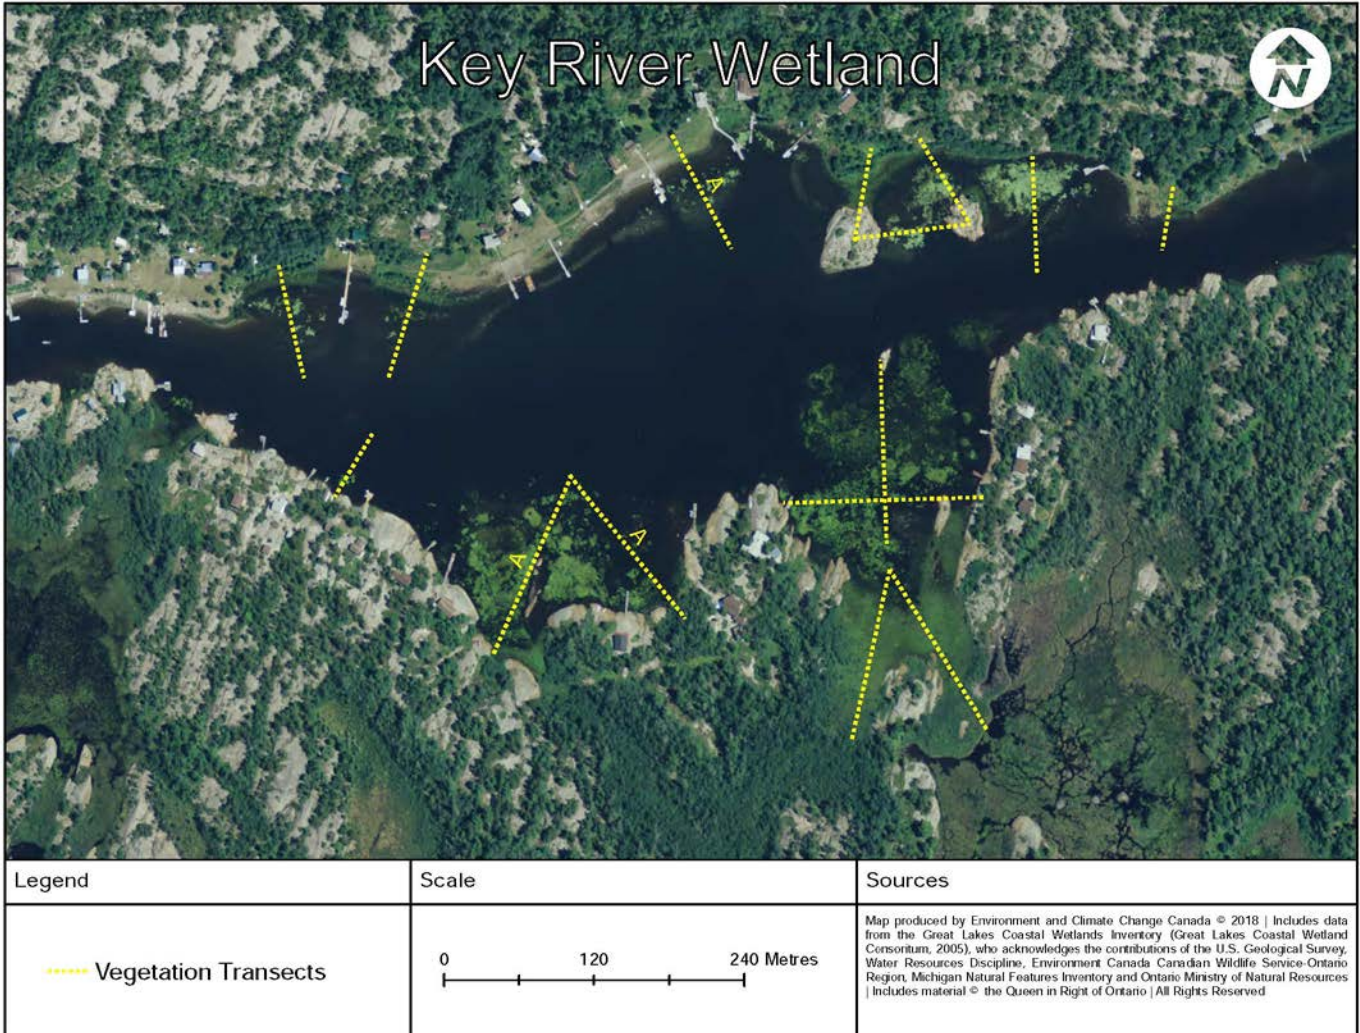 Key River Wetland
N
A
A
A
Legend
Scale
Sources
Vegetation Transects
0 120 240 Metres
Map produced by Environment and Climate Change Canada © 2018 | Includes data
from the Great Lakes Coastal Wetlands Inventory (Great Lakes Coastal Wetland
Consortium, 2005), who acknowledges the contributions of the U.S. Geological Survey,
Water Resources Discipline, Environment Canada Canadian Wildlife Service-Ontario
Region, Michigan Natural Features Inventory and Ontario Ministry of Natural Resources
| Includes material © the Queen in Right of Ontario | All Rights Reserved